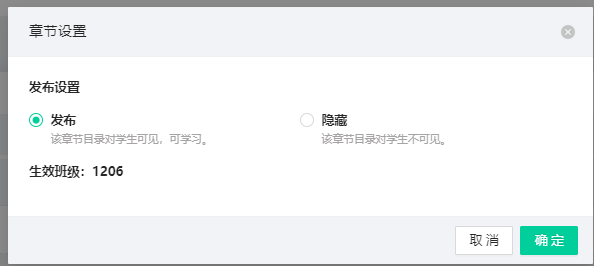 章节设置
发布设置
发布
隐藏
该章节目录对学生可见，可学习。
该章节目录对学生不可见。
生效班级：1206
取消
确定